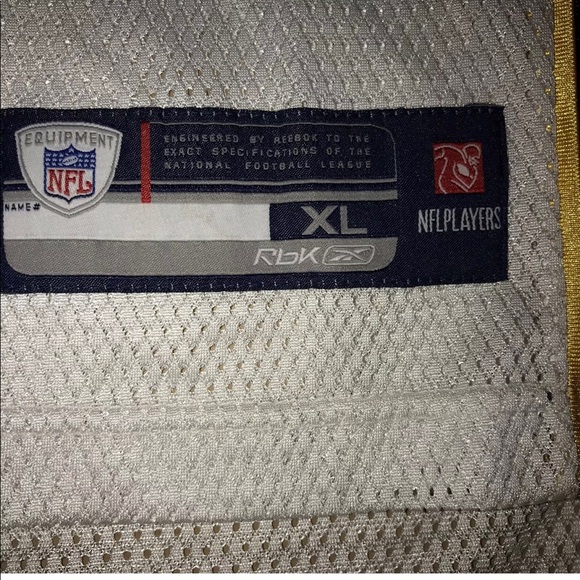 EQUIPMENT
NFL
NAME#
ENGINEERED BY REEBOK TO THE
EXACT SPECIFICATIONS OF THE
NATIONAL FOOTBALL LEAGUE
XL
RBK
NFLPLAYERS